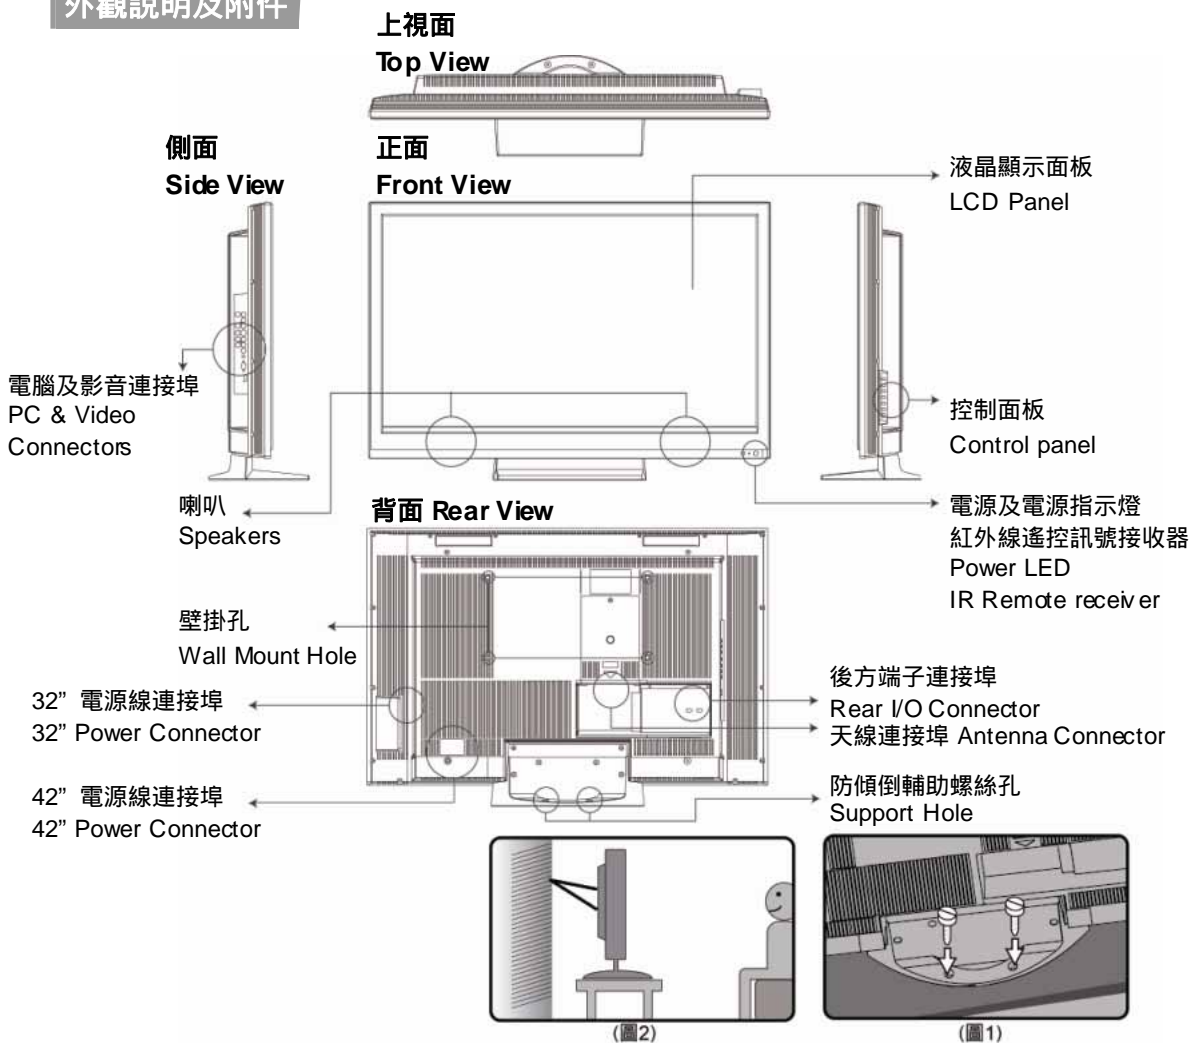 外觀說明及附件
上視面
Top View
側面
Side View
正面
Front View
液晶顯示面板
LCD Panel
電腦及影音連接埠
PC & Video
Connectors
控制面板
Control panel
喇叭
Speakers
背面 Rear View
電源及電源指示燈
紅外線遙控訊號接收器
Power LED
IR Remote receiver
壁掛孔
Wall Mount Hole
32” 電源線連接埠
32” Power Connector
後方端子連接埠
Rear I/O Connector
天線連接埠 Antenna Connector
42” 電源線連接埠
42” Power Connector
防傾倒輔助螺絲孔
Support Hole
(圖2)
(圖1)